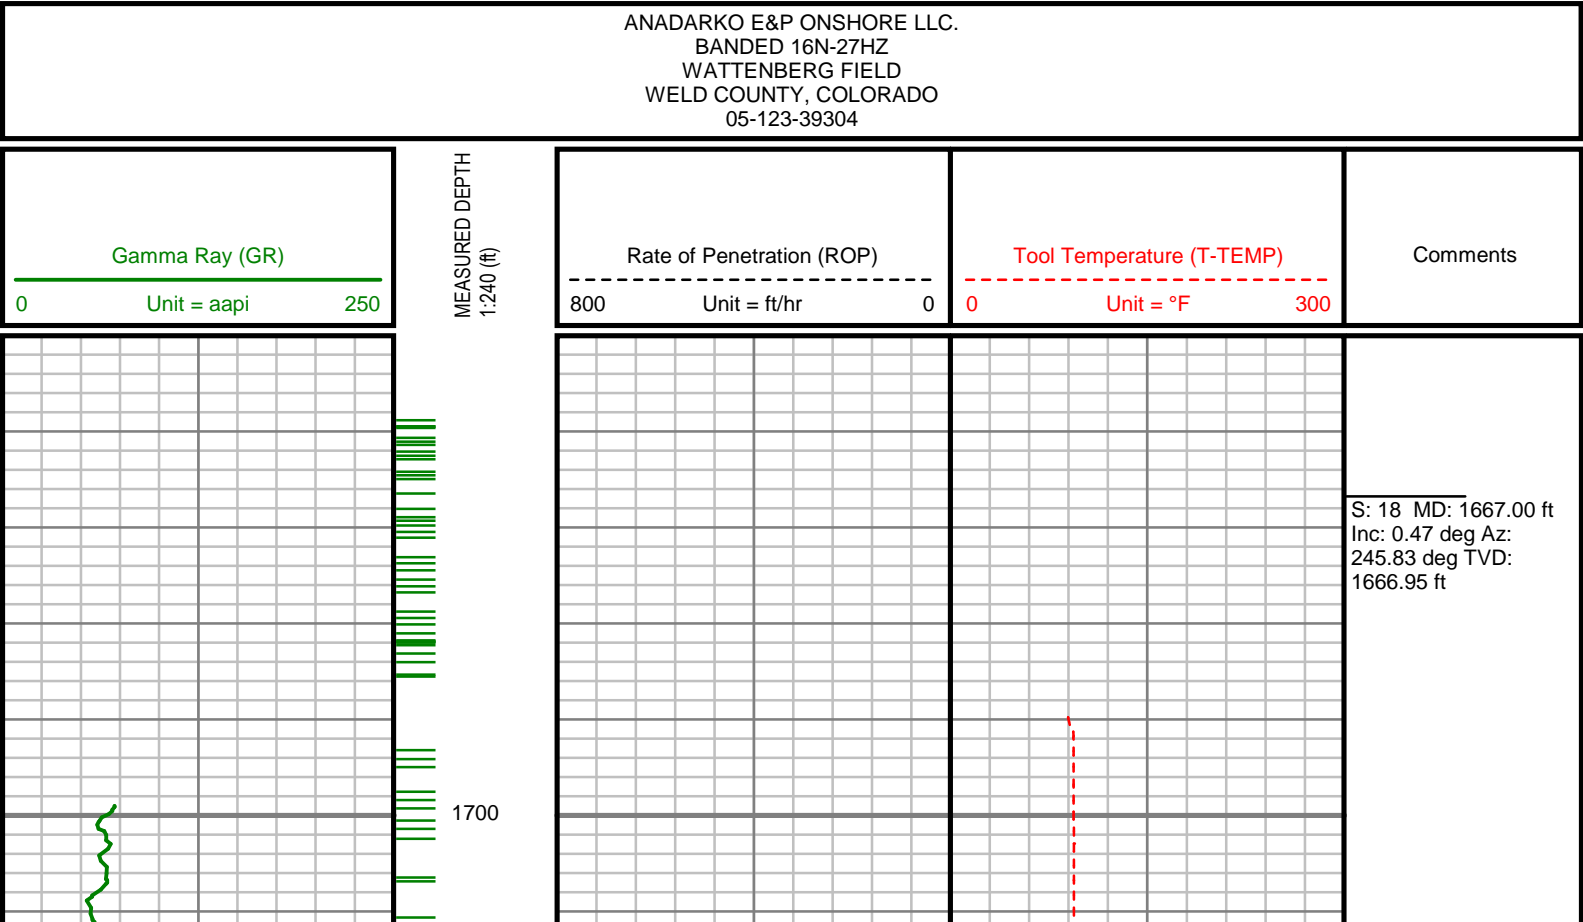 ANADARKO E&P ONSHORE LLC.
BANDED 16N-27HZ
WATTENBERG FIELD
WELD COUNTY, COLORADO
05-123-39304
Gamma Ray (GR)
0 Unit = aapi 250
MEASURED DEPTH
1:240 (ft)
Rate of Penetration (ROP)
800 Unit = ft/hr 0
Tool Temperature (T-TEMP)
0 Unit = °F 300
Comments
S: 18 MD: 1667.00 ft
Inc: 0.47 deg Az:
245.83 deg TVD:
1666.95 ft
1700